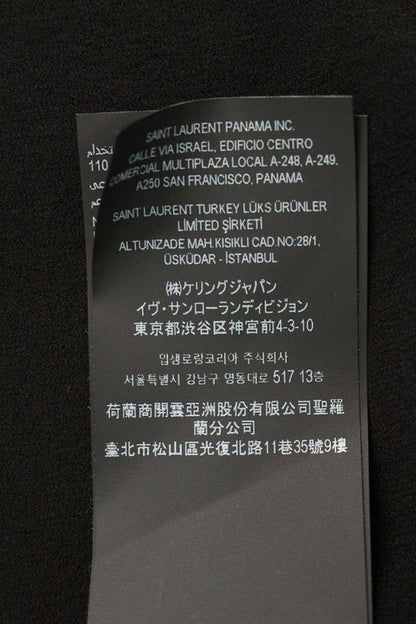 SAINT LAURENT PANAMA INC.
CALLE VIA ISRAEL, EDIFICIO CENTRO
COMERCIAL MULTIPLAZA LOCAL A-248, A-249,
A250 SAN FRANCISCO, PANAMA
SAINT LAURENT TURKEY LÜKS ÜRÜNLER
LİMİTED ŞİRKETİ
ALTUNIZADE MAH.KISIKLI CAD.NO:28/1,
ÜSKÜDAR - İSTANBUL
㈱ケリングジャパン
イヴ・サンローランディビジョン
東京都渋谷区神宮前4-3-10
입생로랑코리아 주식회사
서울특별시 강남구 영동대로 517 13층
荷蘭商開雲亞洲股份有限公司聖羅
蘭分公司
臺北市松山區光復北路11巷35號9樓
110